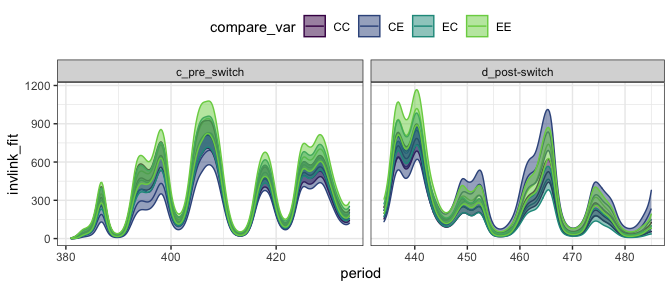 compare_var CC CE EC EE
c_pre_switch d_post-switch
invlink_fit
1200
900
600
300
0
380 400 420 440 450 460 470 480
period